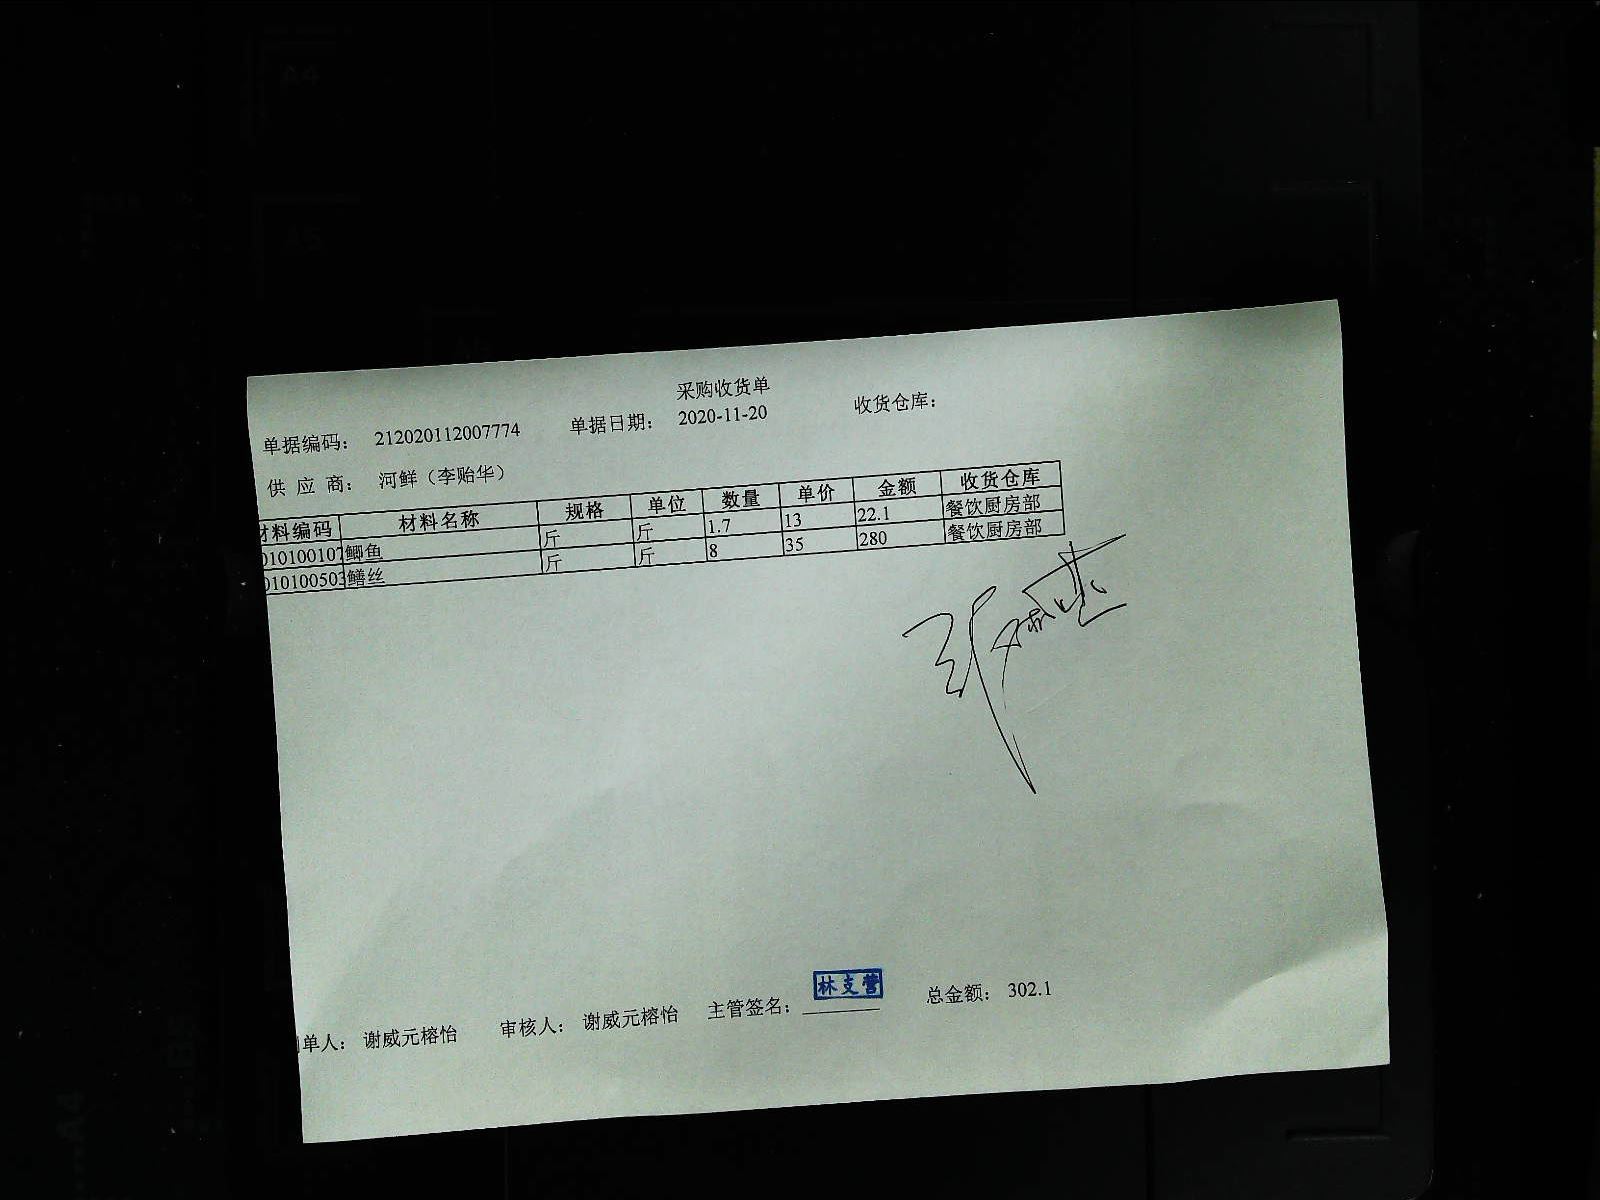 采购收货单
单据编码： 212020112007774 单据日期： 2020-11-20 收货仓库：
供 应 商： 河鲜（李贻华）
材料编码 材料名称 规格 单位 数量 单价 金额 收货仓库
010100107 鲫鱼 斤 斤 1.7 13 22.1 餐饮厨房部
010100503 鳝丝 斤 斤 8 35 280 餐饮厨房部
林支营
制单人： 谢威元榕怡 审核人： 谢威元榕怡 主管签名： 总金额： 302.1